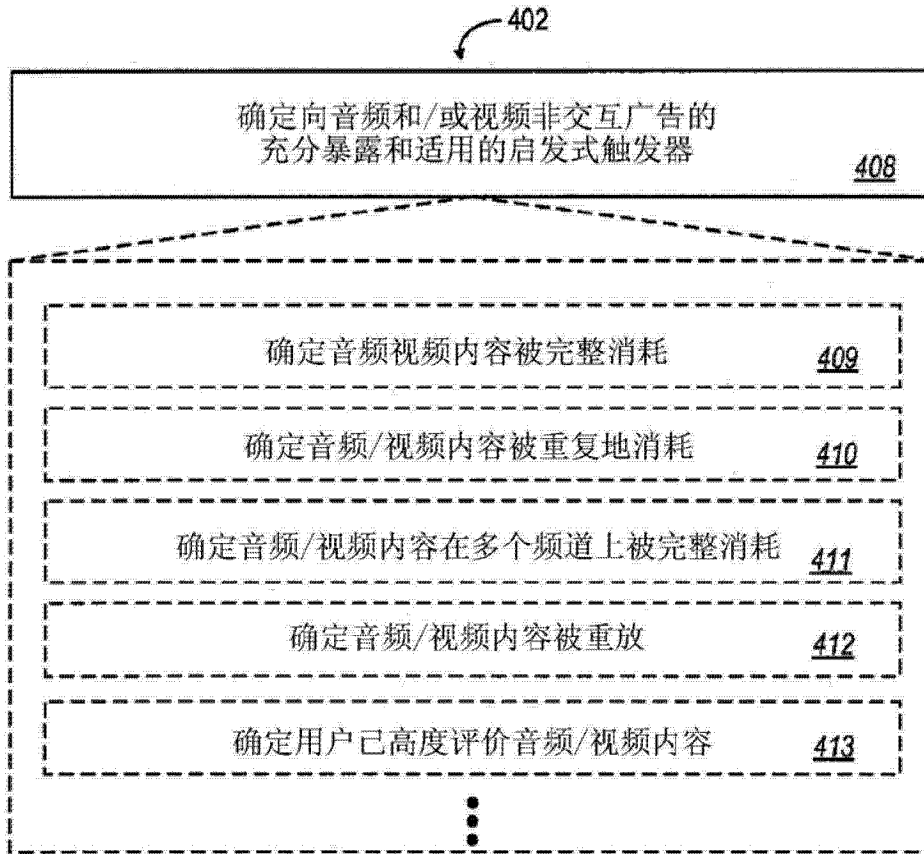 402
确定向音频和/或视频非交互广告的
充分暴露和适用的启发式触发器
408
确定音频视频内容被完整消耗 409
确定音频/视频内容被重复地消耗 410
确定音频/视频内容在多个频道上被完整消耗 411
确定音频/视频内容被重放 412
确定用户已高度评价音频/视频内容 413